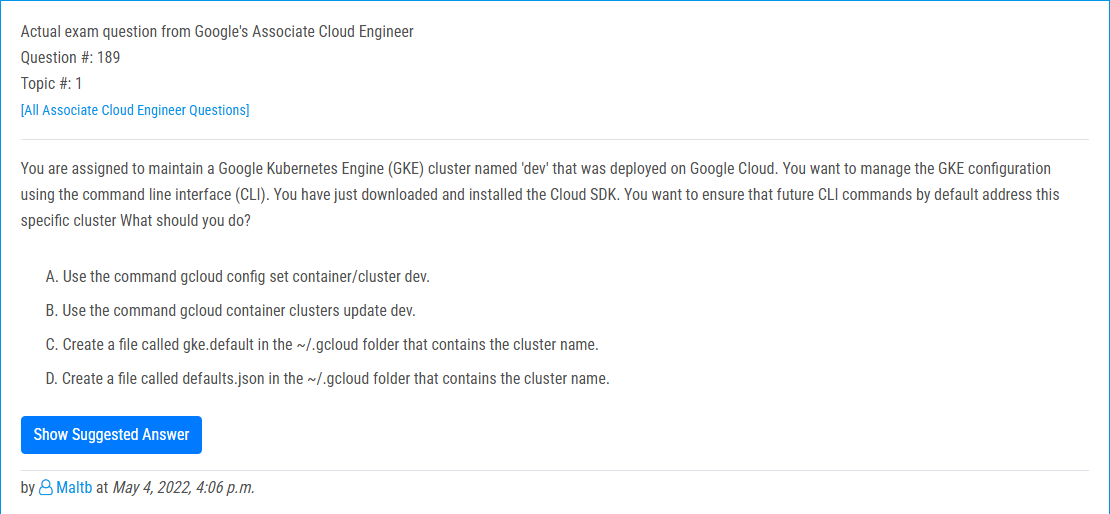 Actual exam question from Google's Associate Cloud Engineer
Question #: 189
Topic #: 1
[All Associate Cloud Engineer Questions]
You are assigned to maintain a Google Kubernetes Engine (GKE) cluster named 'dev' that was deployed on Google Cloud. You want to manage the GKE configuration
using the command line interface (CLI). You have just downloaded and installed the Cloud SDK. You want to ensure that future CLI commands by default address this
specific cluster What should you do?
A. Use the command gcloud config set container/cluster dev.
B. Use the command gcloud container clusters update dev.
C. Create a file called gke.default in the ~/.gcloud folder that contains the cluster name.
D. Create a file called defaults.json in the ~/.gcloud folder that contains the cluster name.
Show Suggested Answer
by Maltb at May 4, 2022, 4:06 p.m.